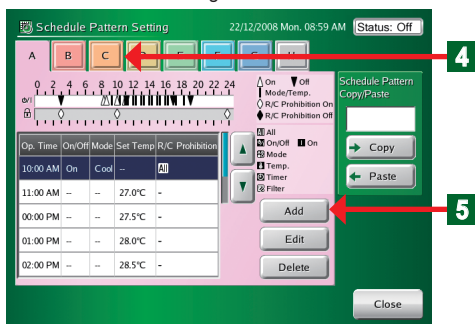 Schedule Pattern Setting
22/12/2008 Mon. 08:59 AM
Status: Off
A B C
4
0 2 4 6 8 10 12 14 16 18 20 22 24
On Off
Mode/Temp.
R/C Prohibition On
R/C Prohibition Off
All
On/Off On
Mode
Temp.
Timer
Filter
Schedule Pattern
Copy/Paste
Copy
Paste
Op. Time On/Off Mode Set Temp R/C Prohibition
10:00 AM On Cool -- All
11:00 AM -- -- 27.0°C -
00:00 PM -- -- 27.5°C -
01:00 PM -- -- 28.0°C -
02:00 PM -- -- 28.5°C -
Add
5
Edit
Delete
Close